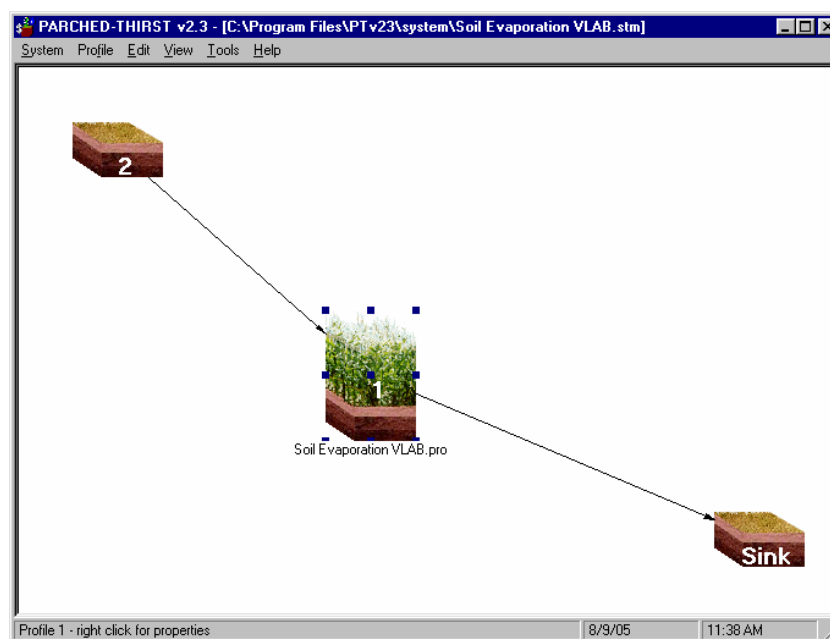 PARCHED-THIRST v2.3 - [C:\Program Files\PTv23\system\Soil Evaporation VLAB.stm]
System Profile Edit View Tools Help
2
1
Soil Evaporation VLAB.pro
Sink
Profile 1 - right click for properties 8/9/05 11:38 AM